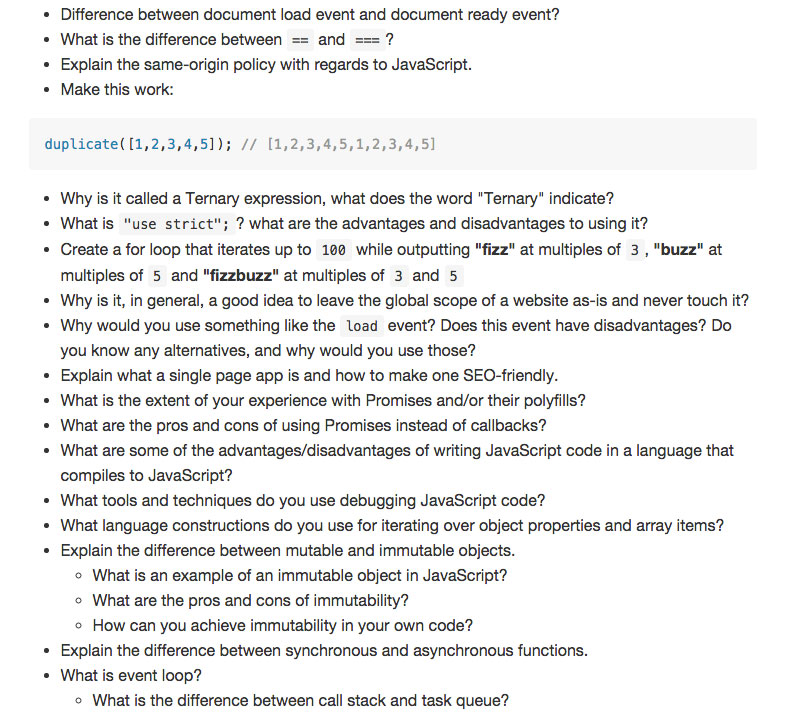 Difference between document load event and document ready event?
What is the difference between == and === ?
Explain the same-origin policy with regards to JavaScript.
Make this work:
duplicate([1,2,3,4,5]); // [1,2,3,4,5,1,2,3,4,5]
Why is it called a Ternary expression, what does the word "Ternary" indicate?
What is "use strict"; ? what are the advantages and disadvantages to using it?
Create a for loop that iterates up to 100 while outputting "fizz" at multiples of 3 , "buzz" at
multiples of 5 and "fizzbuzz" at multiples of 3 and 5
Why is it, in general, a good idea to leave the global scope of a website as-is and never touch it?
Why would you use something like the load event? Does this event have disadvantages? Do
you know any alternatives, and why would you use those?
Explain what a single page app is and how to make one SEO-friendly.
What is the extent of your experience with Promises and/or their polyfills?
What are the pros and cons of using Promises instead of callbacks?
What are some of the advantages/disadvantages of writing JavaScript code in a language that
compiles to JavaScript?
What tools and techniques do you use debugging JavaScript code?
What language constructions do you use for iterating over object properties and array items?
Explain the difference between mutable and immutable objects.
What is an example of an immutable object in JavaScript?
What are the pros and cons of immutability?
How can you achieve immutability in your own code?
Explain the difference between synchronous and asynchronous functions.
What is event loop?
What is the difference between call stack and task queue?